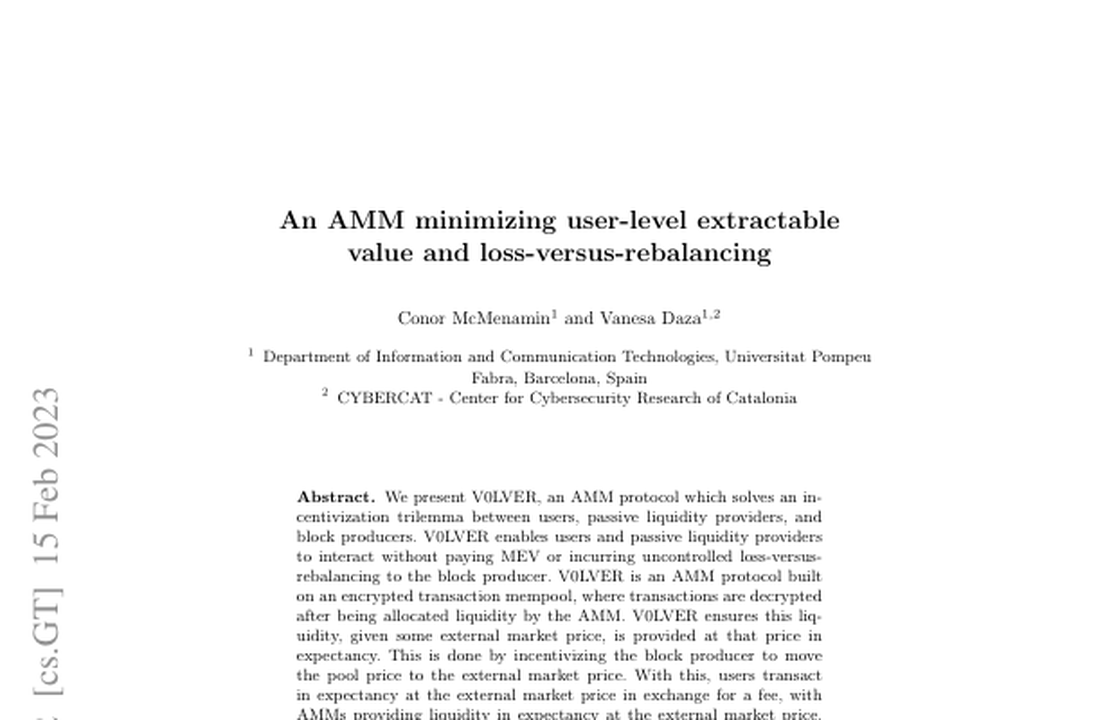 An AMM minimizing user-level extractable
value and loss-versus-rebalancing
Conor McMenamin1 and Vanesa Daza1,2
1 Department of Information and Communication Technologies, Universitat Pompeu
Fabra, Barcelona, Spain
2 CYBERCAT - Center for Cybersecurity Research of Catalonia
Abstract. We present V0LVER, an AMM protocol which solves an in-
centivization trilemma between users, passive liquidity providers, and
block producers. V0LVER enables users and passive liquidity providers
to interact without paying MEV or incurring uncontrolled loss-versus-
rebalancing to the block producer. V0LVER is an AMM protocol built
on an encrypted transaction mempool, where transactions are decrypted
after being allocated liquidity by the AMM. V0LVER ensures this liq-
uidity, given some external market price, is provided at that price in
expectancy. This is done by incentivizing the block producer to move
the pool price to the external market price. With this, users transact
in expectancy at the external market price in exchange for a fee, with
AMMs providing liquidity in expectancy at the external market price.
[cs.GT] 15 Feb 2023